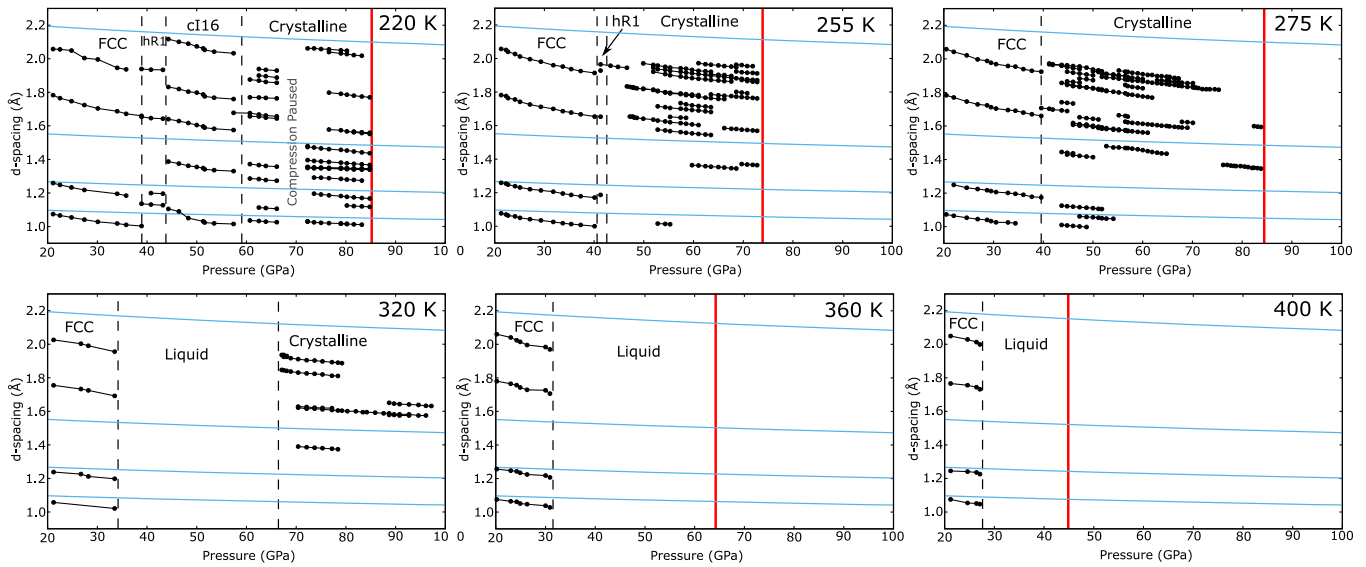 220 K
FCC
hR1
cI16
Crystalline
Compression Paused
d-spacing (Å)
2.2
2.0
1.8
1.6
1.4
1.2
1.0
20 30 40 50 60 70 80 90 100
Pressure (GPa)
255 K
FCC
hR1
Crystalline
d-spacing (Å)
2.2
2.0
1.8
1.6
1.4
1.2
1.0
0
20 30 40 50 60 70 80 90 100
Pressure (GPa)
275 K
FCC
Crystalline
d-spacing (Å)
2.2
2.0
1.8
1.6
1.4
1.2
1.0
20 30 40 50 60 70 80 90 100
Pressure (GPa)
320 K
FCC
Liquid
Crystalline
d-spacing (Å)
2.2
2.0
1.8
1.6
1.4
1.2
1.0
20 30 40 50 60 70 80 90 100
Pressure (GPa)
360 K
FCC
Liquid
d-spacing (Å)
2.2
2.0
1.8
1.6
1.4
1.2
1.0
0
20 30 40 50 60 70 80 90 100
Pressure (GPa)
400 K
FCC
Liquid
d-spacing (Å)
2.2
2.0
1.8
1.6
1.4
1.2
1.0
20 30 40 50 60 70 80 90 100
Pressure (GPa)